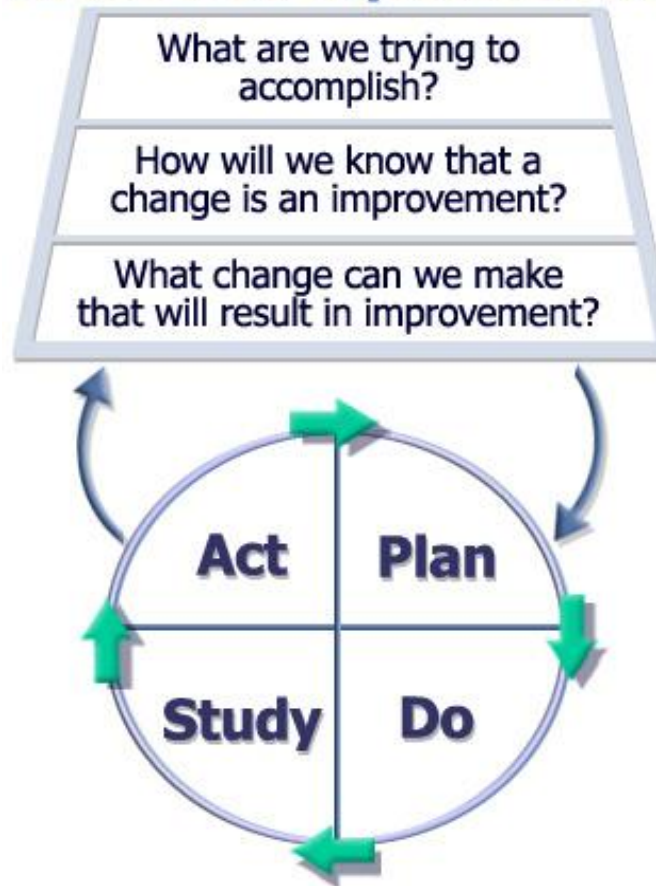 What are we trying to
accomplish?
How will we know that a
change is an improvement?
What change can we make
that will result in improvement?
Act
Plan
Study
Do